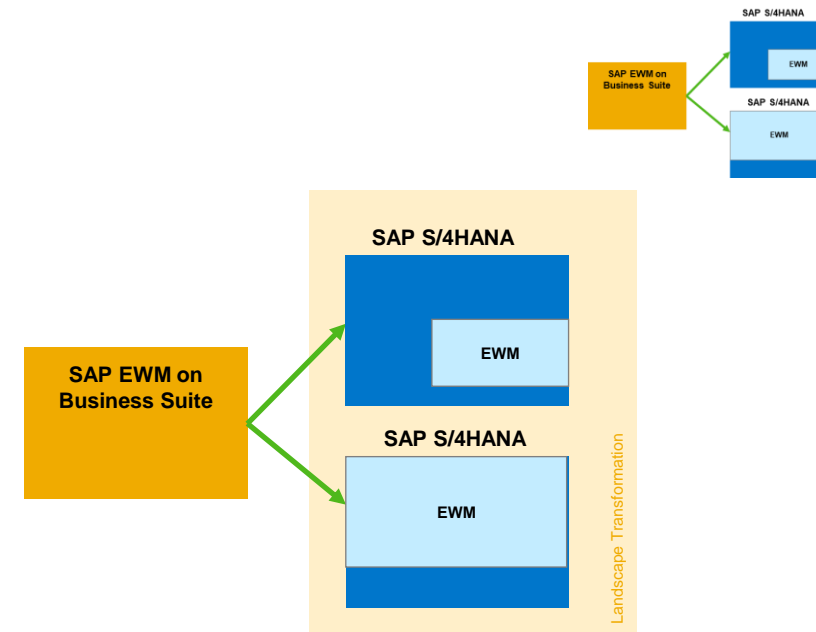 SAP S/4HANA
EWM
SAP EWM on
Business Suite
SAP S/4HANA
EWM
SAP S/4HANA
EWM
SAP EWM on
Business Suite
SAP S/4HANA
EWM
Landscape Transformation